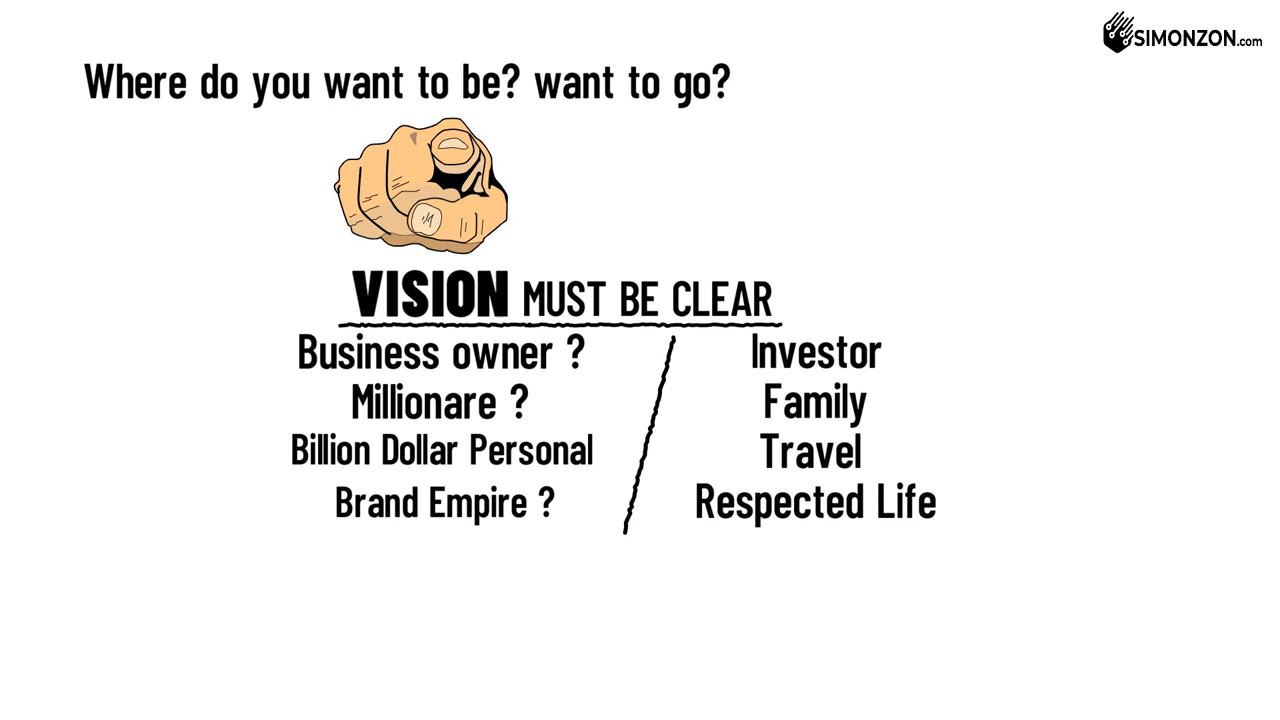 SIMONZON.com
Where do you want to be? want to go?
VISION MUST BE CLEAR
Business owner ?
Millionare ?
Billion Dollar Personal
Brand Empire ?
Investor
Family
Travel
Respected Life